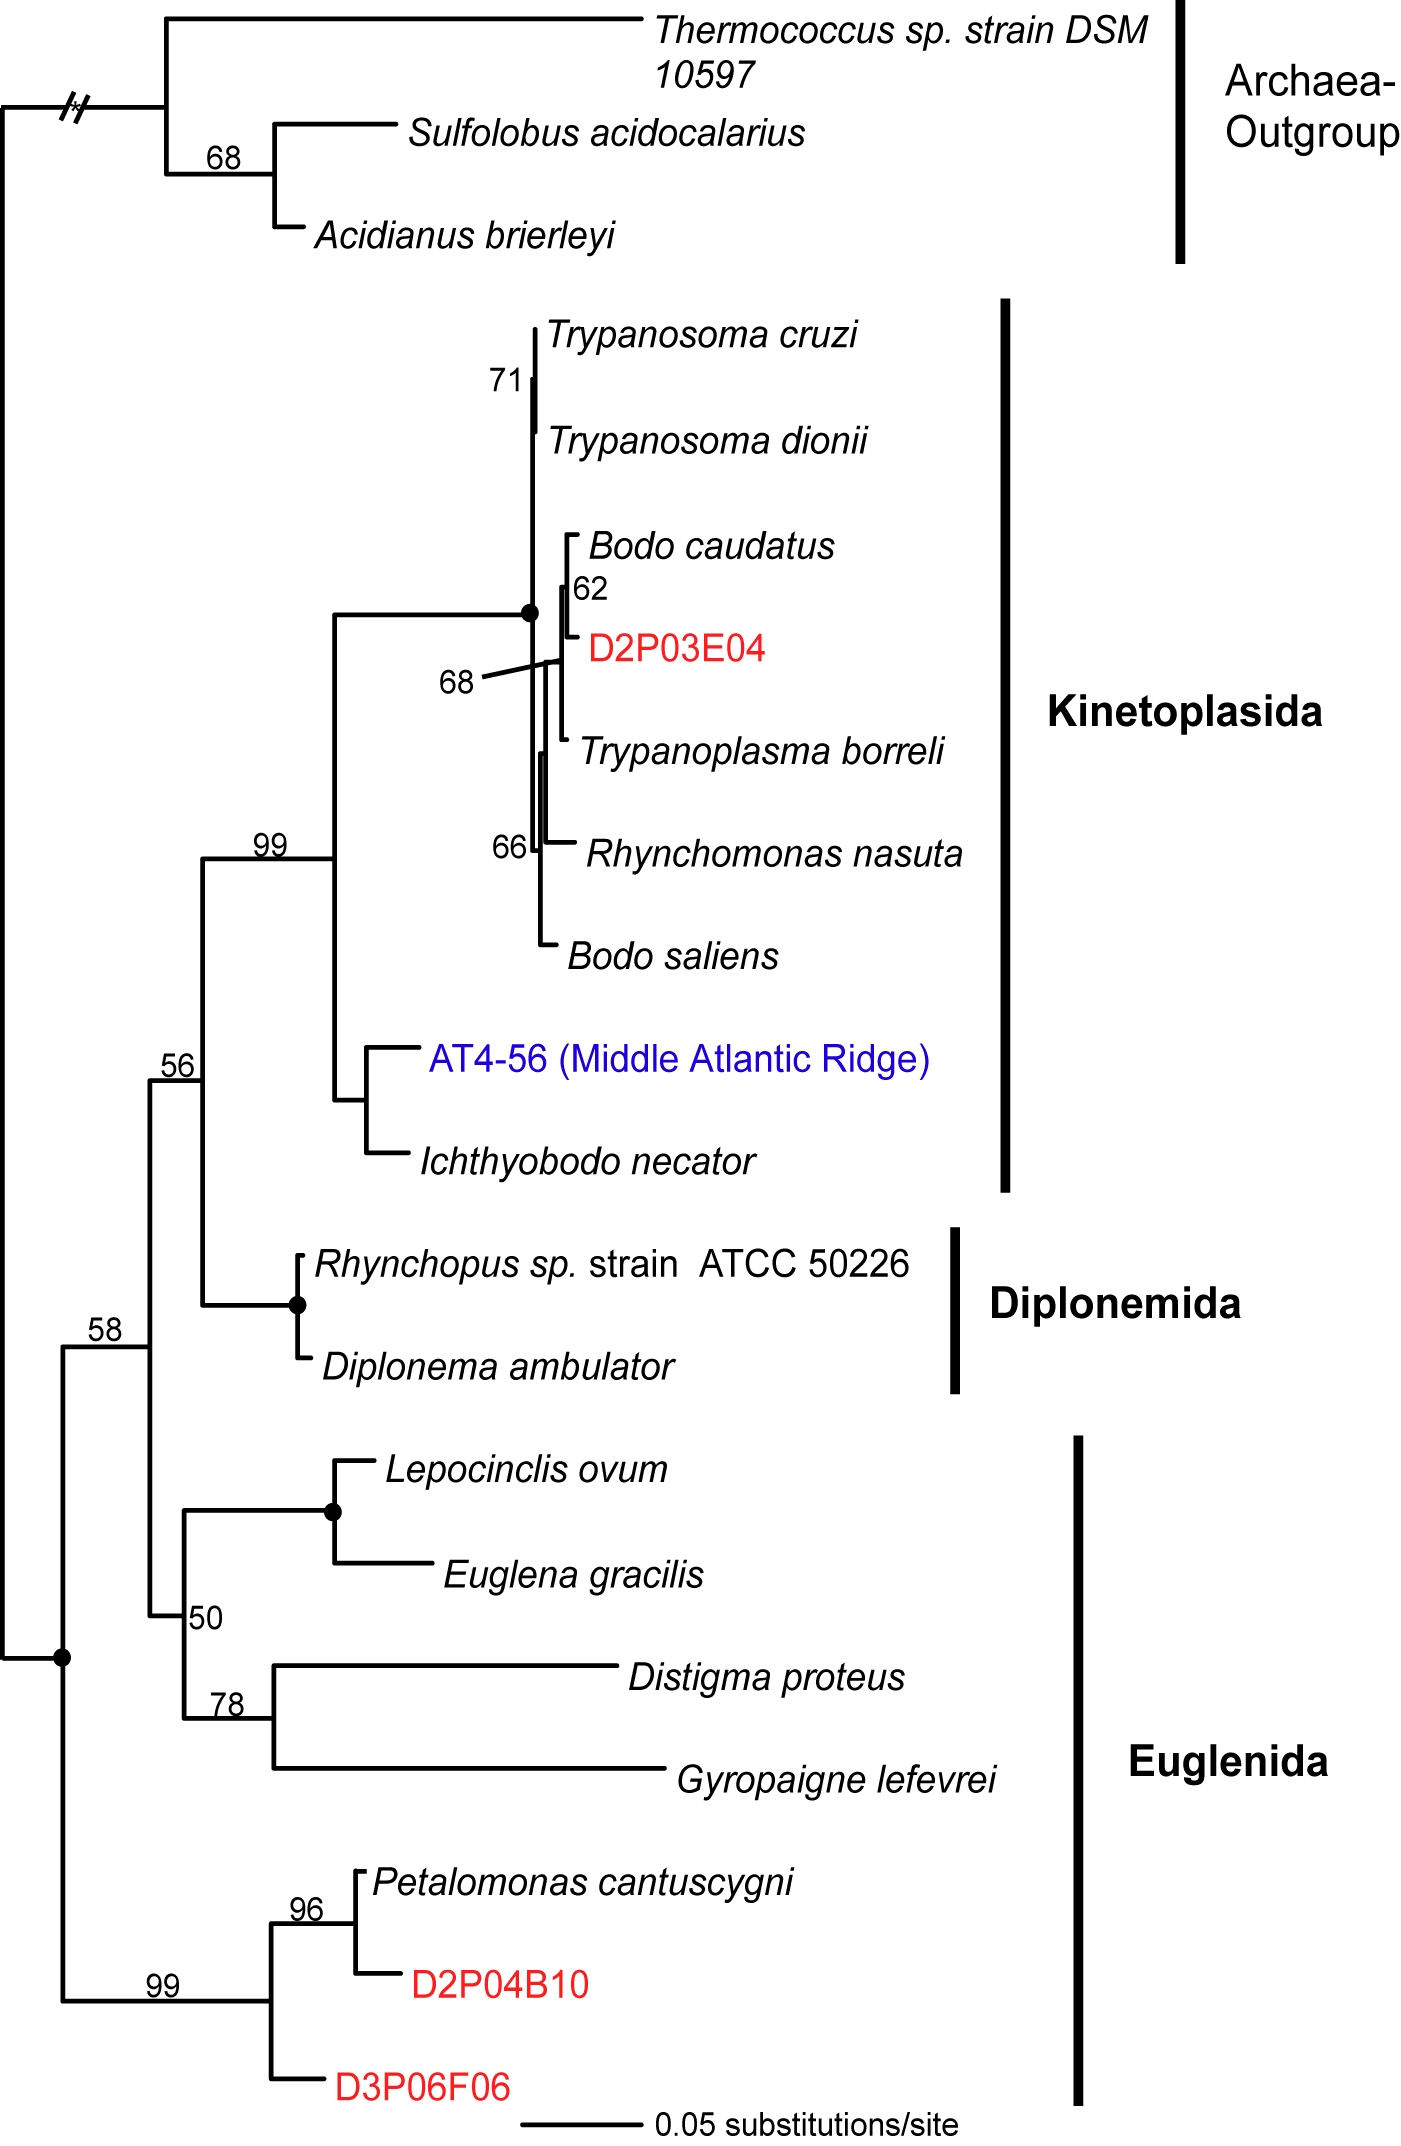 Thermococcus sp. strain DSM
10597
Archaea-
Outgroup
*
Sulfolobus acidocalarius
68
Acidianus brierleyi
Trypanosoma cruzi
71
Trypanosoma dionii
Bodo caudatus
62
D2P03E04
68
Kinetoplasida
Trypanoplasma borreli
99
66
Rhynchomonas nasuta
Bodo saliens
56
AT4-56 (Middle Atlantic Ridge)
Ichthyobodo necator
Rhynchopus sp. strain ATCC 50226
Diplonemida
58
Diplonema ambulator
Lepocinclis ovum
Euglena gracilis
50
Distigma proteus
78
Euglenida
Gyropaigne lefevrei
Petalomonas cantuscygni
96
99
D2P04B10
D3P06F06
0.05 substitutions/site